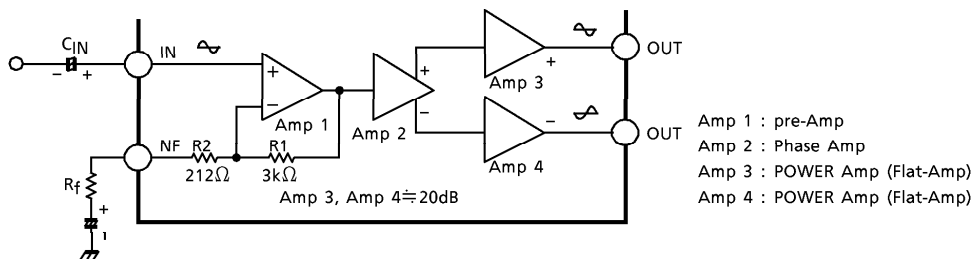 CIN
IN
OUT
+
−
+
−
Amp 1
+
−
Amp 2
+
Amp 3
−
Amp 4
OUT
NF
R2
212Ω
R1
3kΩ
Rf
+
Amp 3, Amp 4≒20dB
Amp 1 : pre-Amp
Amp 2 : Phase Amp
Amp 3 : POWER Amp (Flat-Amp)
Amp 4 : POWER Amp (Flat-Amp)